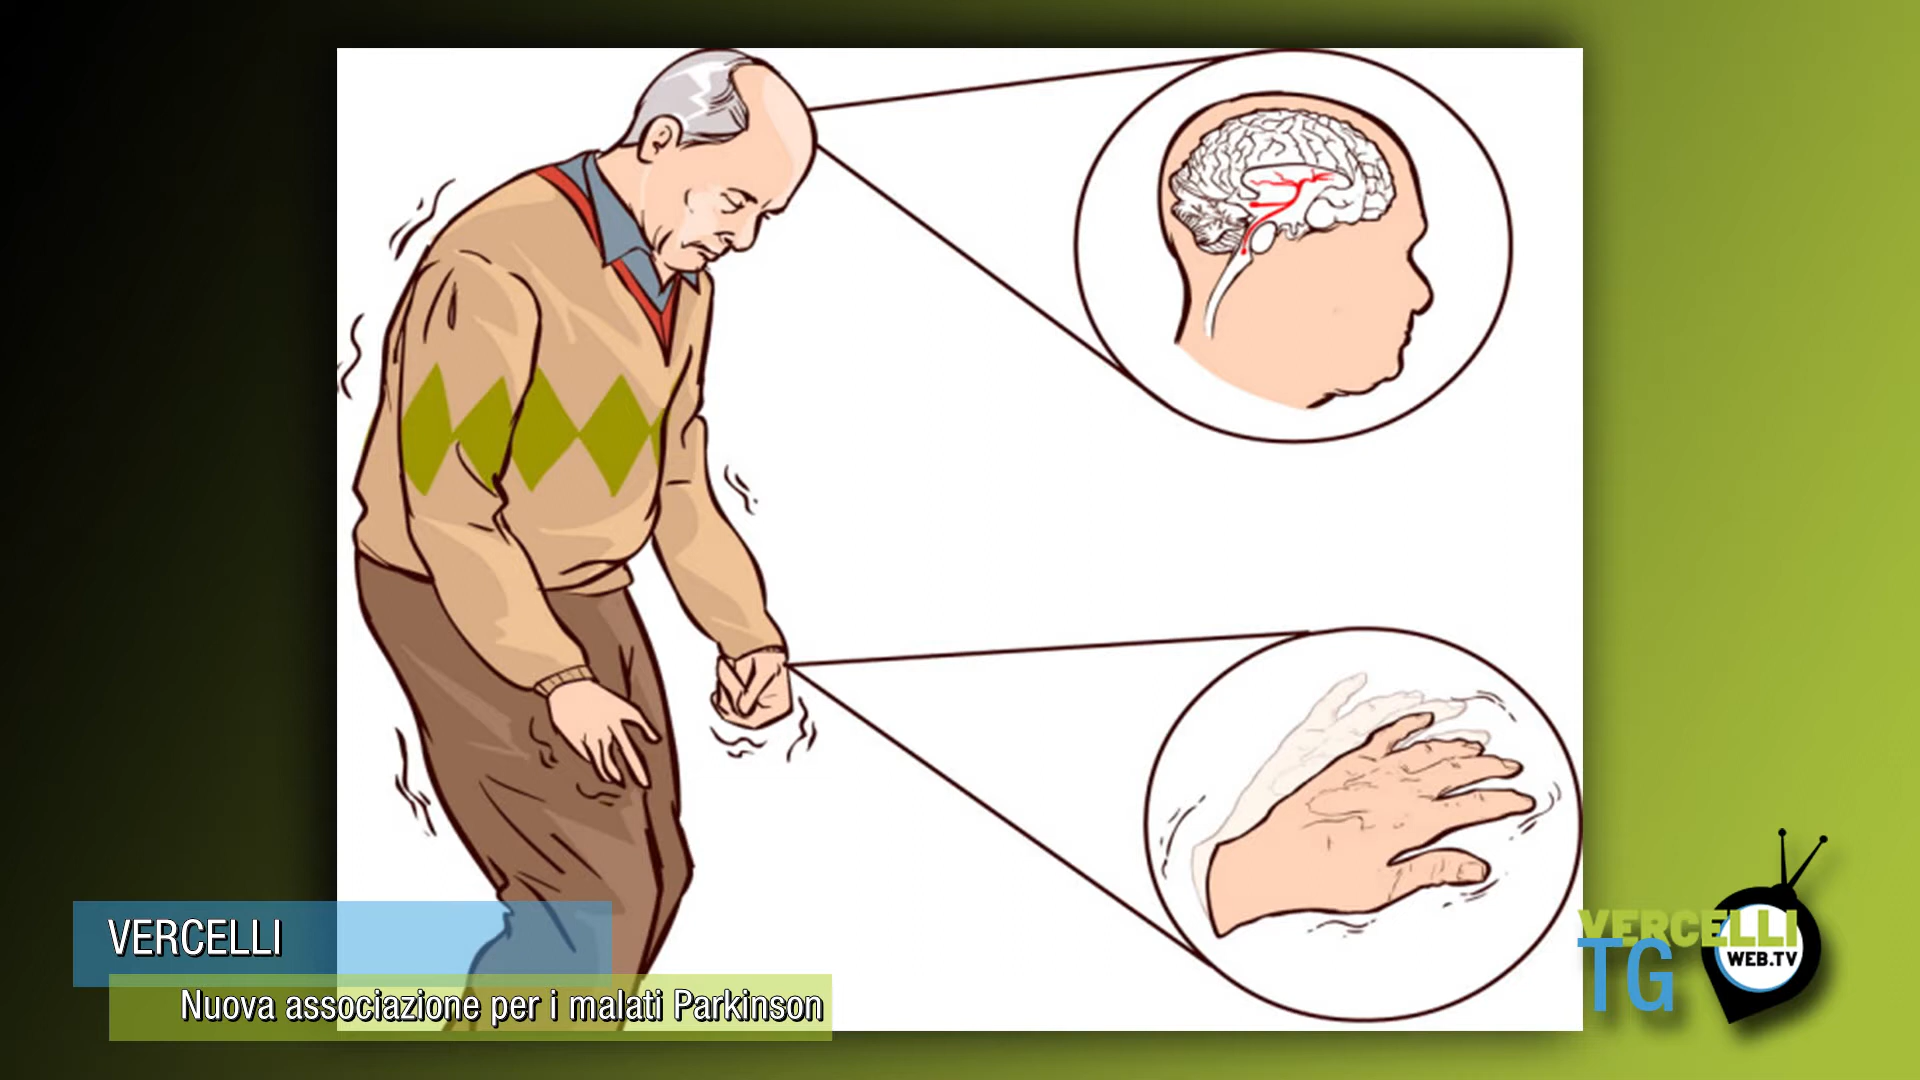 VERCELLI
Nuova associazione per i malati Parkinson
VERCELLI
WEB.TV
TG